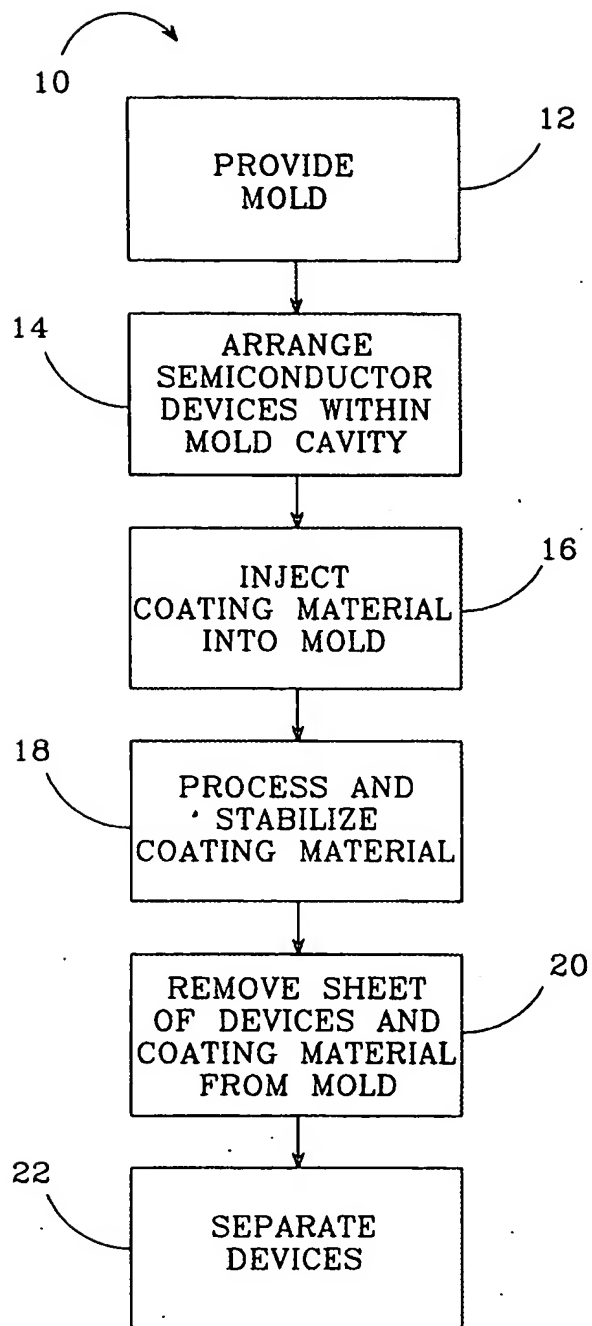 10
PROVIDE
MOLD
12
14
ARRANGE
SEMICONDUCTOR
DEVICES WITHIN
MOLD CAVITY
INJECT
COATING MATERIAL
INTO MOLD
16
18
PROCESS AND
STABILIZE
COATING MATERIAL
REMOVE SHEET
OF DEVICES AND
COATING MATERIAL
FROM MOLD
20
22
SEPARATE
DEVICES